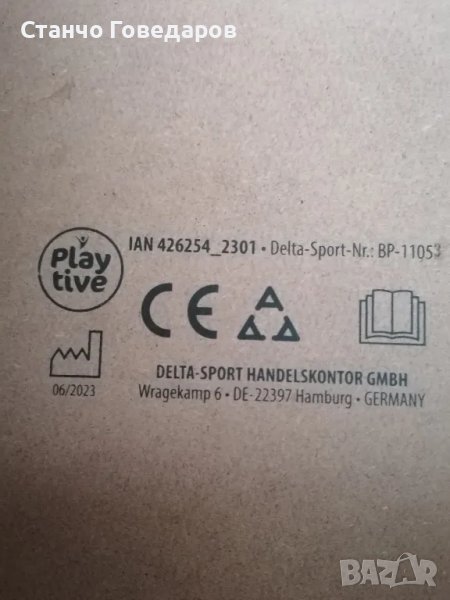 Станчо Говедаров
Play
tive
IAN 426254_2301 • Delta-Sport-Nr.: BP-11053
CE
06/2023
DELTA-SPORT HANDELSKONTOR GMBH
Wragekamp 6 • DE-22397 Hamburg • GERMANY
BAZAR